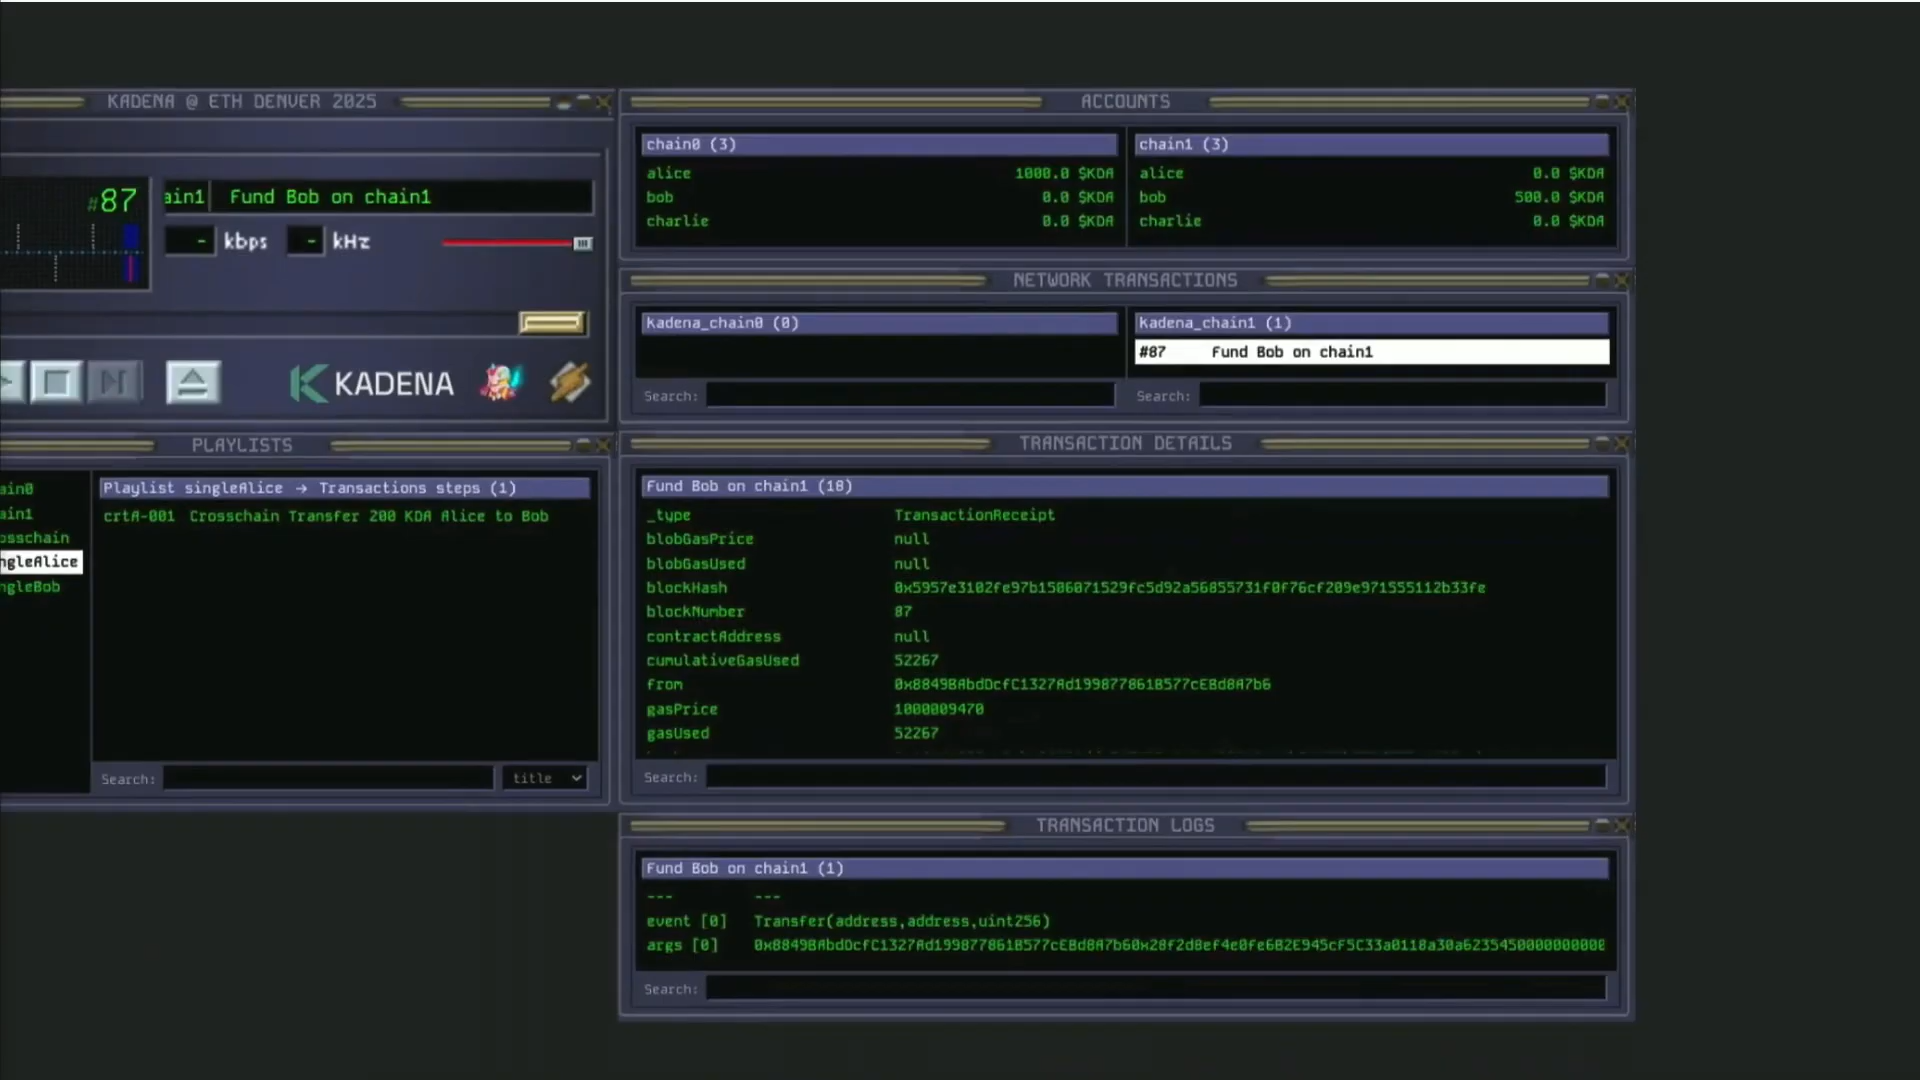 KADENA @ ETH DENVER 2025
#87
ain1 Fund Bob on chain1
- kbps - kHz
KADENA
PLAYLISTS
ain0
ain1
osschain
ngleAlice
ngleBob
Playlist singleAlice → Transactions steps (1)
crtA-001 Crosschain Transfer 200 KDA Alice to Bob
Search:
title
ACCOUNTS
chain0 (3)
alice 1000.0 $KDA
bob 0.0 $KDA
charlie 0.0 $KDA
chain1 (3)
alice 0.0 $KDA
bob 500.0 $KDA
charlie 0.0 $KDA
NETWORK TRANSACTIONS
kadena_chain0 (0)
Search:
kadena_chain1 (1)
#87 Fund Bob on chain1
Search:
TRANSACTION DETAILS
Fund Bob on chain1 (18)
_type TransactionReceipt
blobGasPrice null
blobGasUsed null
blockHash 0x5957e3102fe97b1506071529fc5d92a56855731f0f76cf209e971555112b33fe
blockNumber 87
contractAddress null
cumulativeGasUsed 52267
from 0x8849BAbdDcfC1327Ad199877861B577cEBd8A7b6
gasPrice 1000009470
gasUsed 52267
Search:
TRANSACTION LOGS
Fund Bob on chain1 (1)
--- ---
event [0] Transfer(address,address,uint256)
args [0] 0x8849BAbdDcfC1327Ad199877861B577cEBd8A7b60x28f2d8ef4e0fe6B2E945cF5C33a0118a30a6235450000000000
Search: